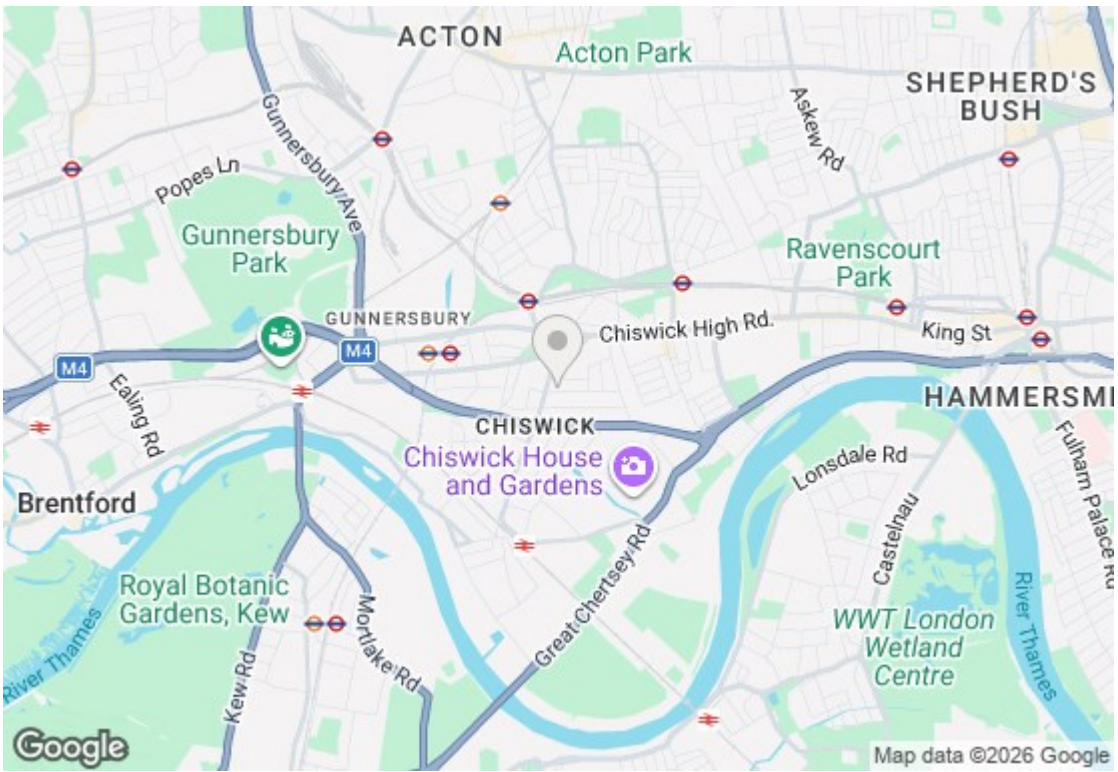 ACTON
Acton Park
SHEPHERD'S
BUSH
Gunnersbury Ave
Askew Rd
Popes Ln
Gunnersbury
Park
Ravenscourt
Park
GUNNERSBURY
Chiswick High Rd.
King St
M4
M4
Ealing Rd
CHISWICK
HAMMERSMI
Chiswick House
and Gardens
Lonsdale Rd
Fulham Palace Rd
Brentford
Castelnau
Great Chertsey Rd
Royal Botanic
Gardens, Kew
Mortlake Rd
WWT London
Wetland
Centre
River Thames
River Thames
Kew Rd
Google
Map data ©2026 Google